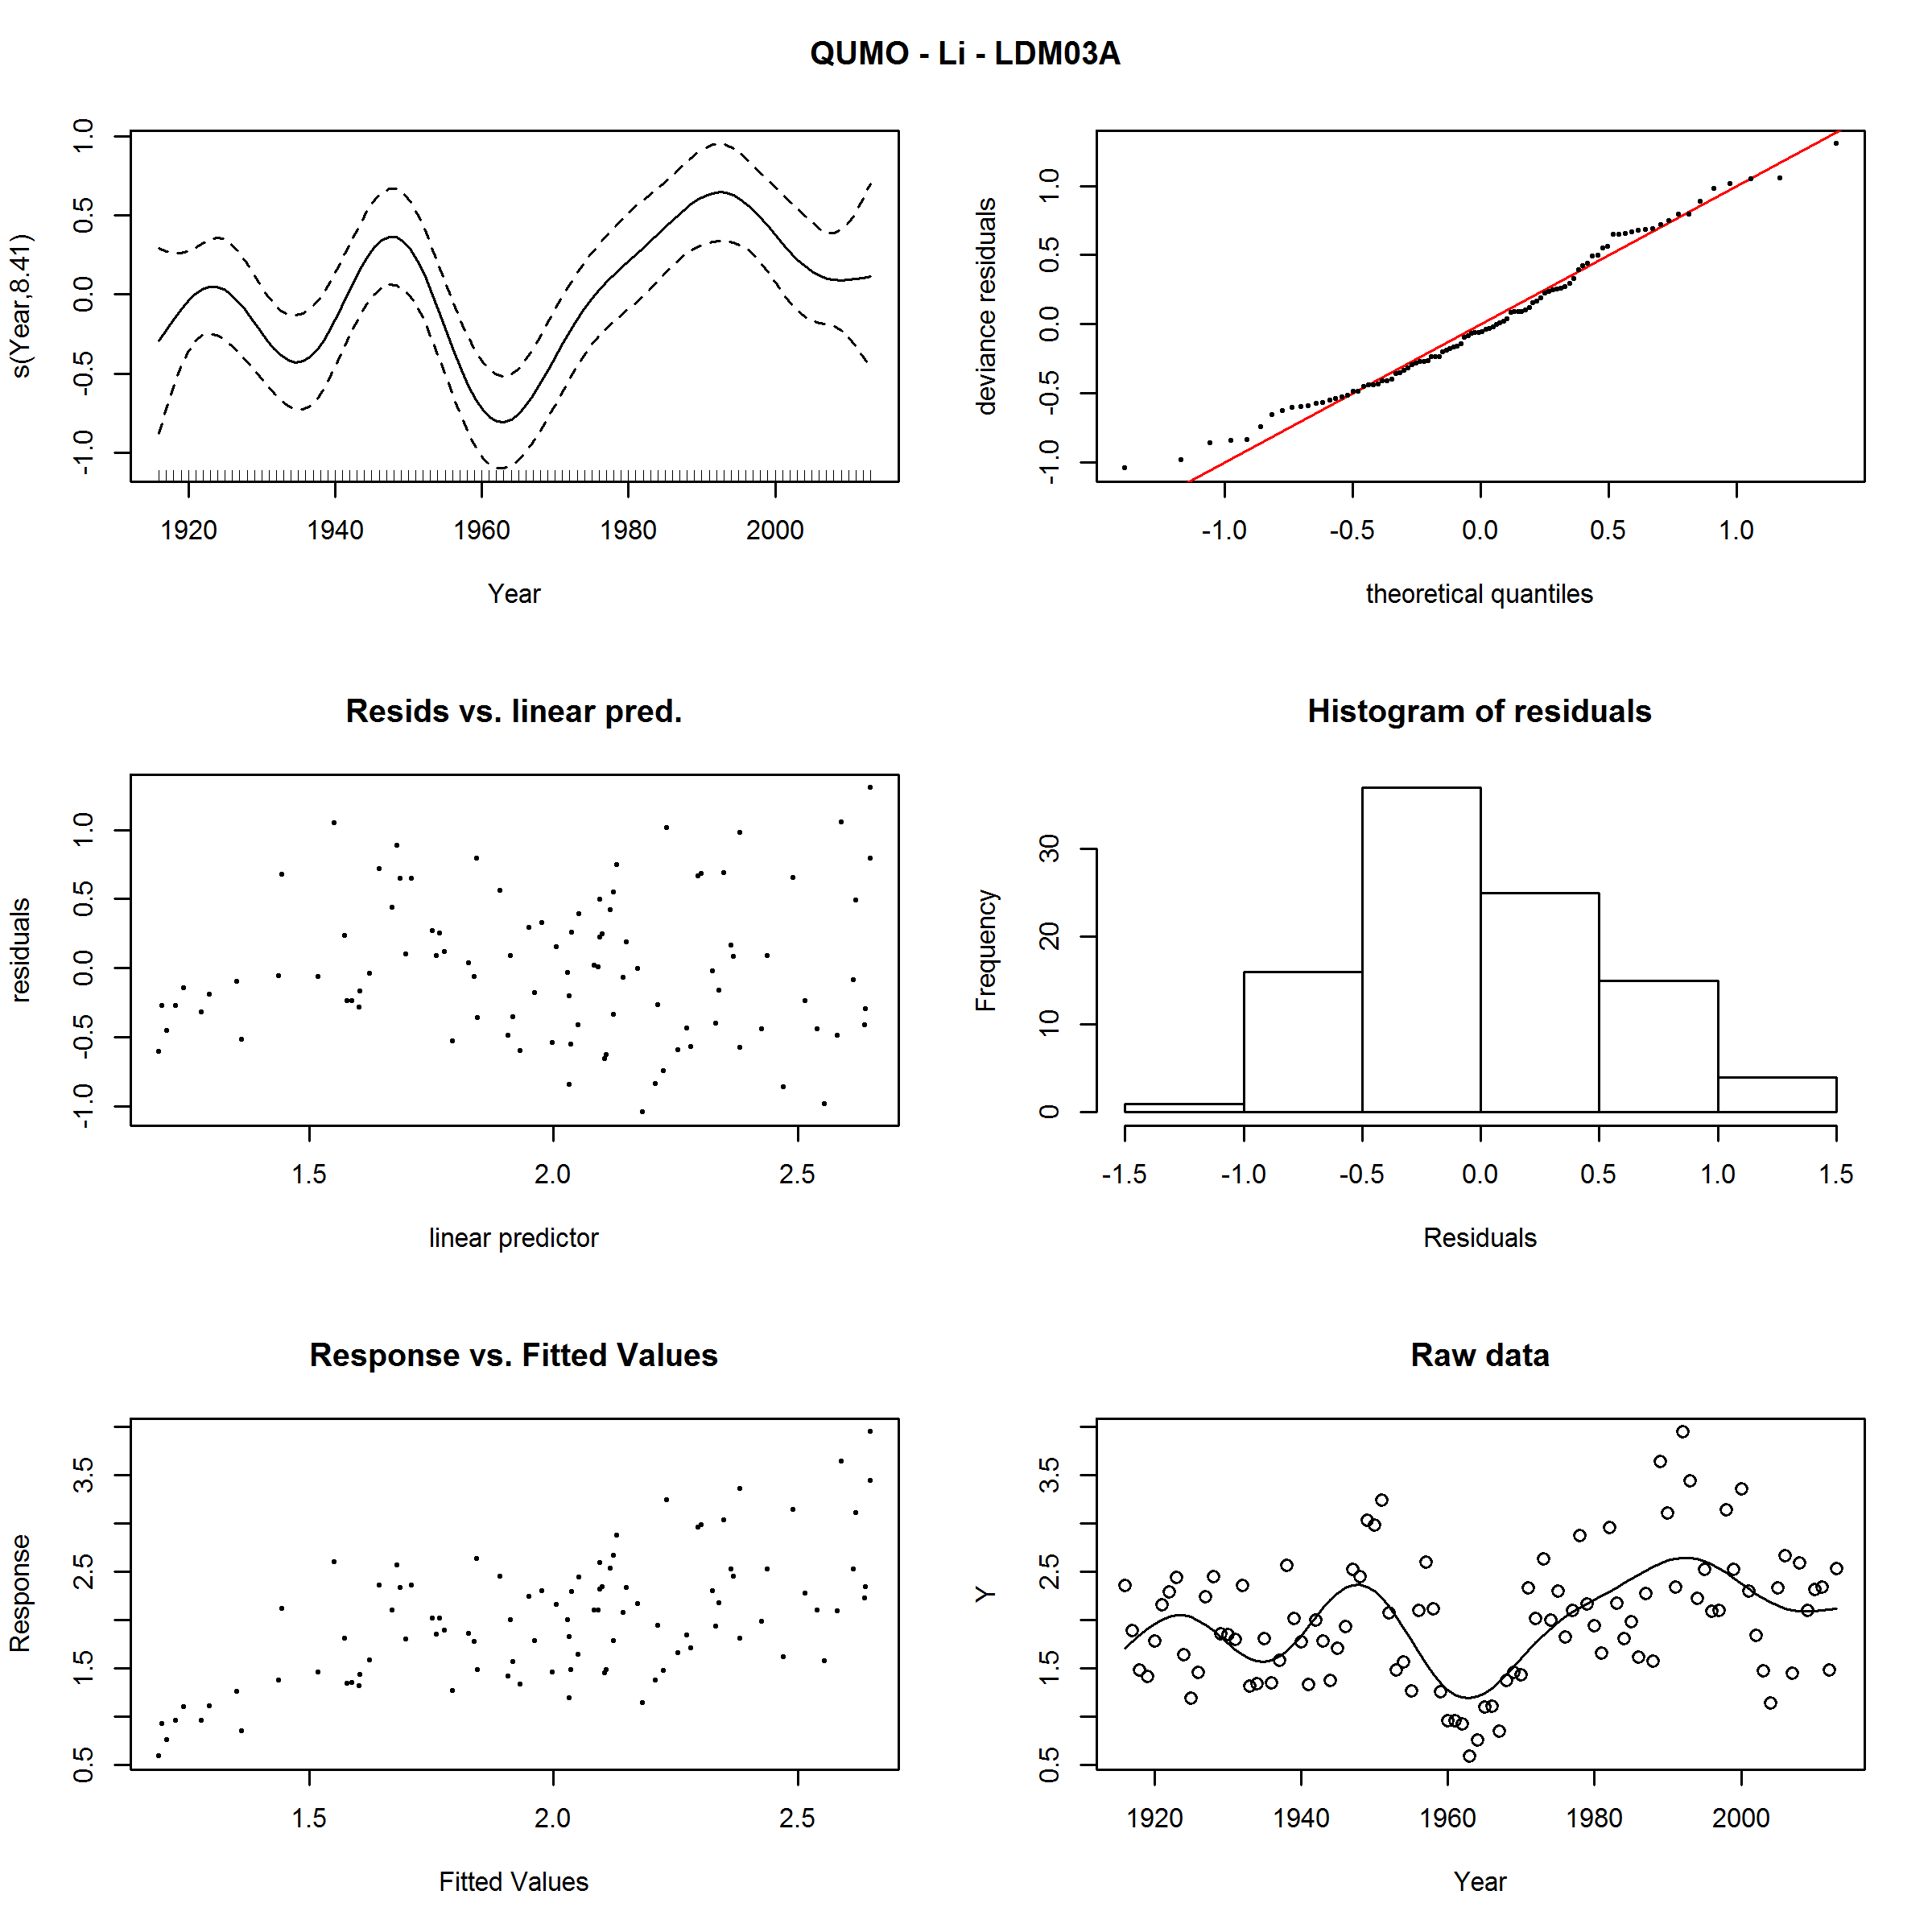 QUMO - Li - LDM03A
s(Year,8.41)
-1.0 -0.5 0.0 0.5 1.0
1920 1940 1960 1980 2000
Year
deviance residuals
-1.0 -0.5 0.0 0.5 1.0
-1.0 -0.5 0.0 0.5 1.0
theoretical quantiles
Resids vs. linear pred.
residuals
-1.0 -0.5 0.0 0.5 1.0
1.5 2.0 2.5
linear predictor
Histogram of residuals
Frequency
0 10 20 30
-1.5 -1.0 -0.5 0.0 0.5 1.0 1.5
Residuals
Response vs. Fitted Values
Response
0.5 1.5 2.5 3.5
1.5 2.0 2.5
Fitted Values
Raw data
Y
0.5 1.5 2.5 3.5
1920 1940 1960 1980 2000
Year